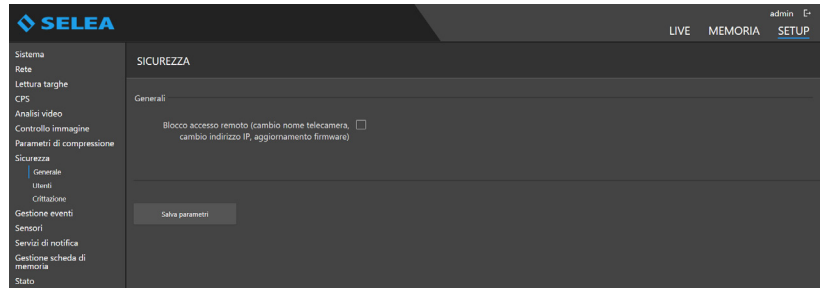 SELEA
admin
LIVE MEMORIA SETUP
Sistema
Rete
Lettura targhe
CPS
Analisi video
Controllo immagine
Parametri di compressione
Sicurezza
Generale
Utenti
Crittazione
Gestione eventi
Sensori
Servizi di notifica
Gestione scheda di
memoria
Stato
SICUREZZA
Generali
Blocco accesso remoto (cambio nome telecamera,
cambio indirizzo IP, aggiornamento firmware)
Salva parametri